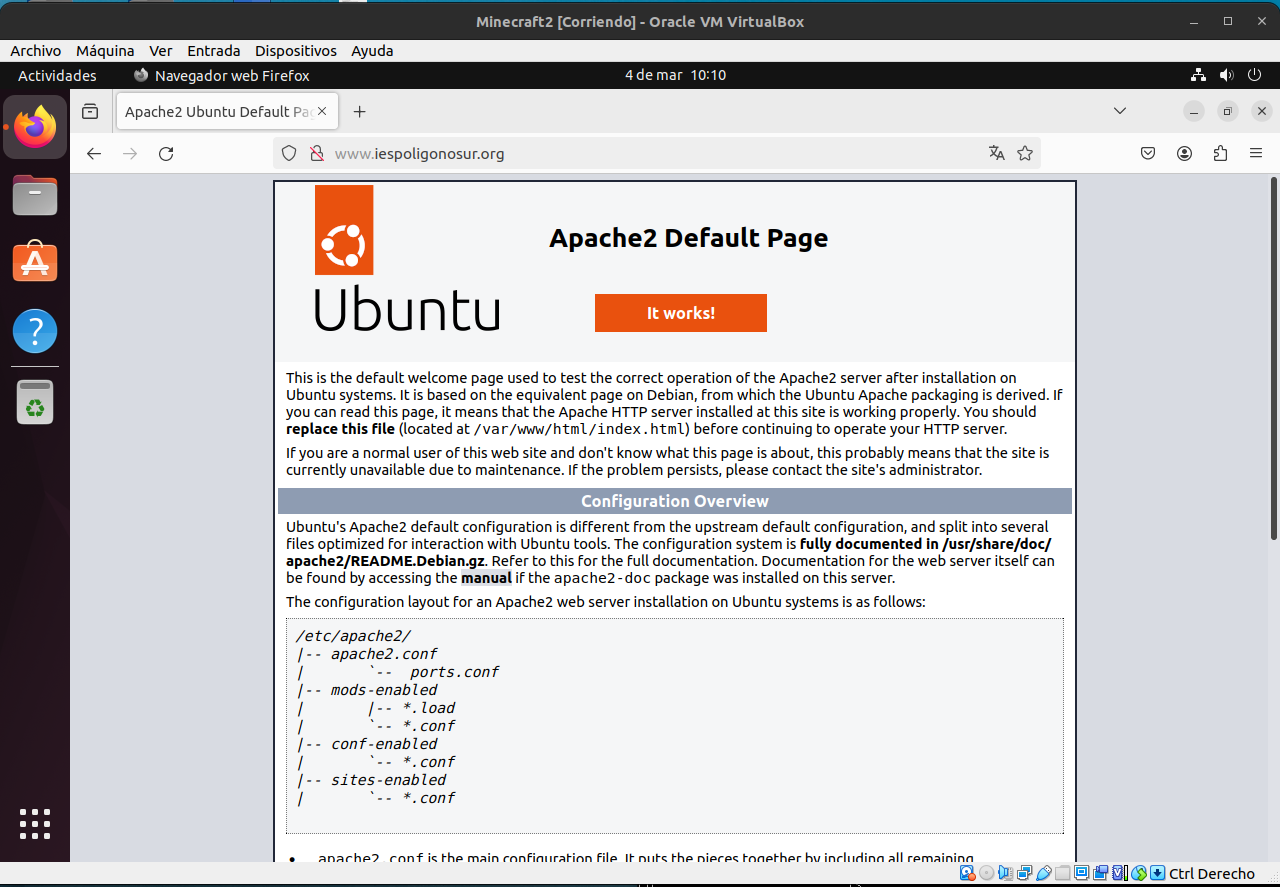 Minecraft2 [Corriendo] - Oracle VM VirtualBox
Archivo Máquina Ver Entrada Dispositivos Ayuda
Actividades Navegador web Firefox 4 de mar 10:10
Apache2 Ubuntu Default Pa
www.iespoligonosur.org
Apache2 Default Page
Ubuntu
It works!
This is the default welcome page used to test the correct operation of the Apache2 server after installation on
Ubuntu systems. It is based on the equivalent page on Debian, from which the Ubuntu Apache packaging is derived. If
you can read this page, it means that the Apache HTTP server installed at this site is working properly. You should
replace this file (located at /var/www/html/index.html) before continuing to operate your HTTP server.
If you are a normal user of this web site and don't know what this page is about, this probably means that the site is
currently unavailable due to maintenance. If the problem persists, please contact the site's administrator.
Configuration Overview
Ubuntu's Apache2 default configuration is different from the upstream default configuration, and split into several
files optimized for interaction with Ubuntu tools. The configuration system is fully documented in /usr/share/doc/
apache2/README.Debian.gz. Refer to this for the full documentation. Documentation for the web server itself can
be found by accessing the manual if the apache2-doc package was installed on this server.
The configuration layout for an Apache2 web server installation on Ubuntu systems is as follows:
/etc/apache2/
|-- apache2.conf
|       `--  ports.conf
|-- mods-enabled
|       |-- *.load
|       `-- *.conf
|-- conf-enabled
|       `-- *.conf
|-- sites-enabled
|       `-- *.conf
• apache2.conf is the main configuration file. It puts the pieces together by including all remaining
Ctrl Derecho